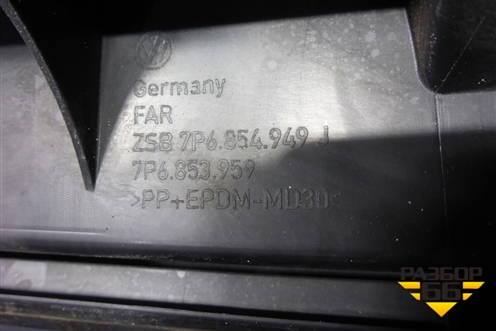 Germany
FAR
ZSB 7P6.854.949 J
7P6.853.959
>PP+EPDM-MD30<
РАЗБОР
66